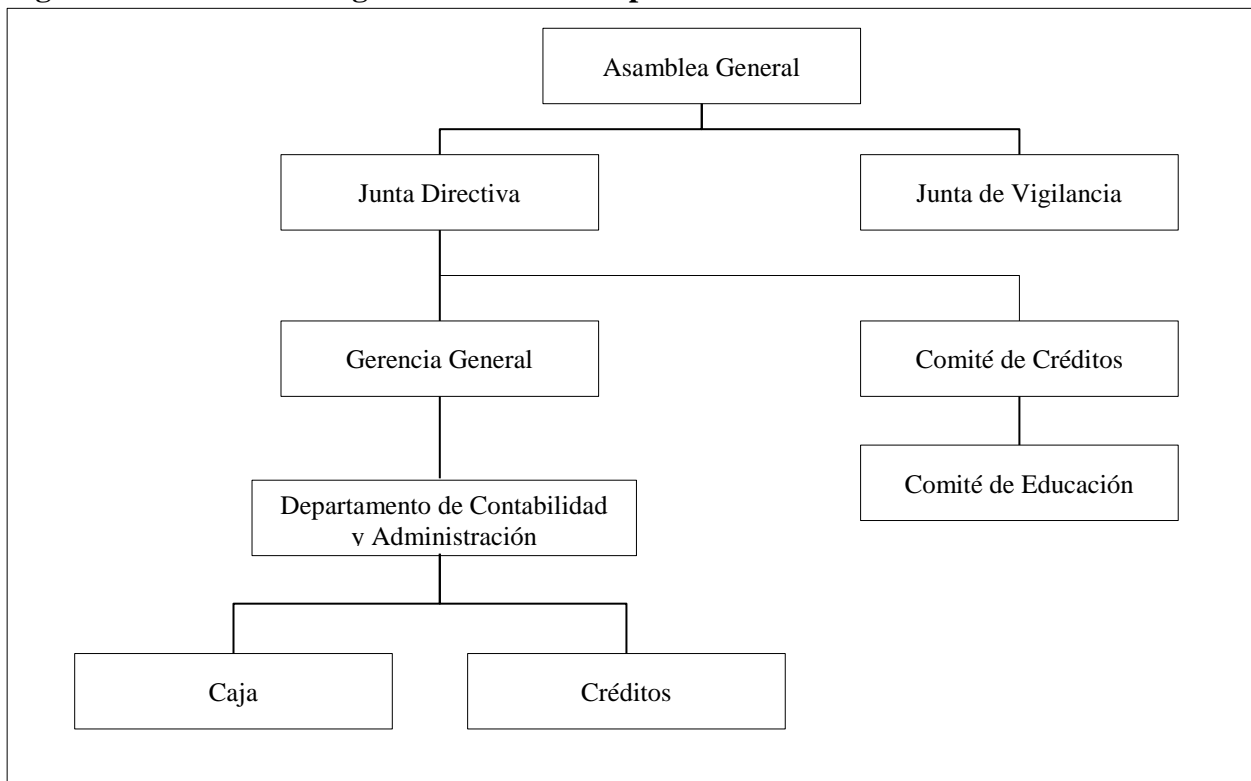 Asamblea General
Junta Directiva
Junta de Vigilancia
Gerencia General
Comité de Créditos
Comité de Educación
Departamento de Contabilidad
y Administración
Caja
Créditos